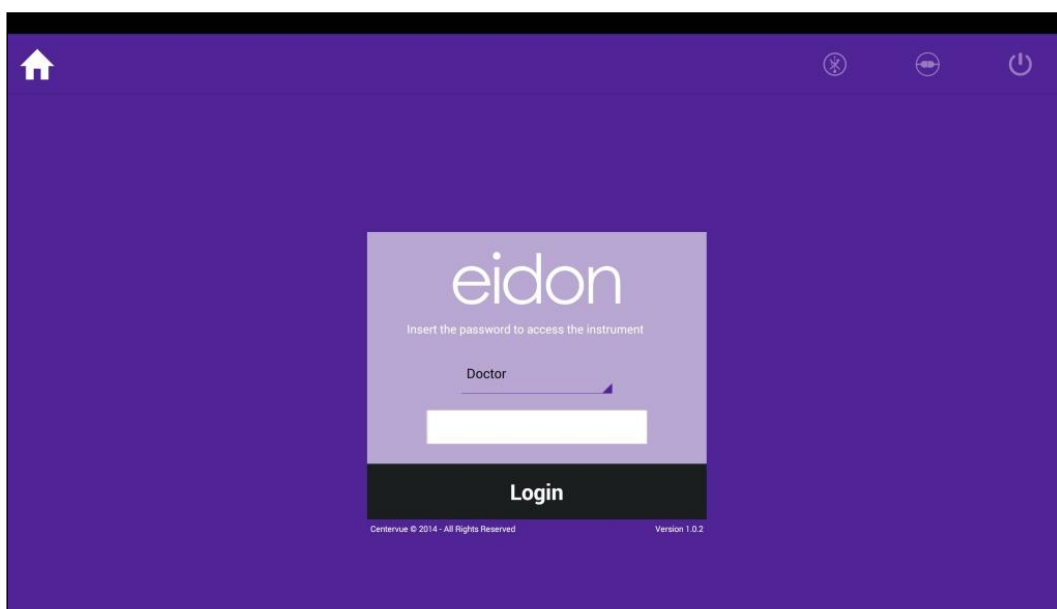 eidon
Insert the password to access the instrument
Doctor
Login
Centervue © 2014 - All Rights Reserved
Version 1.0.2